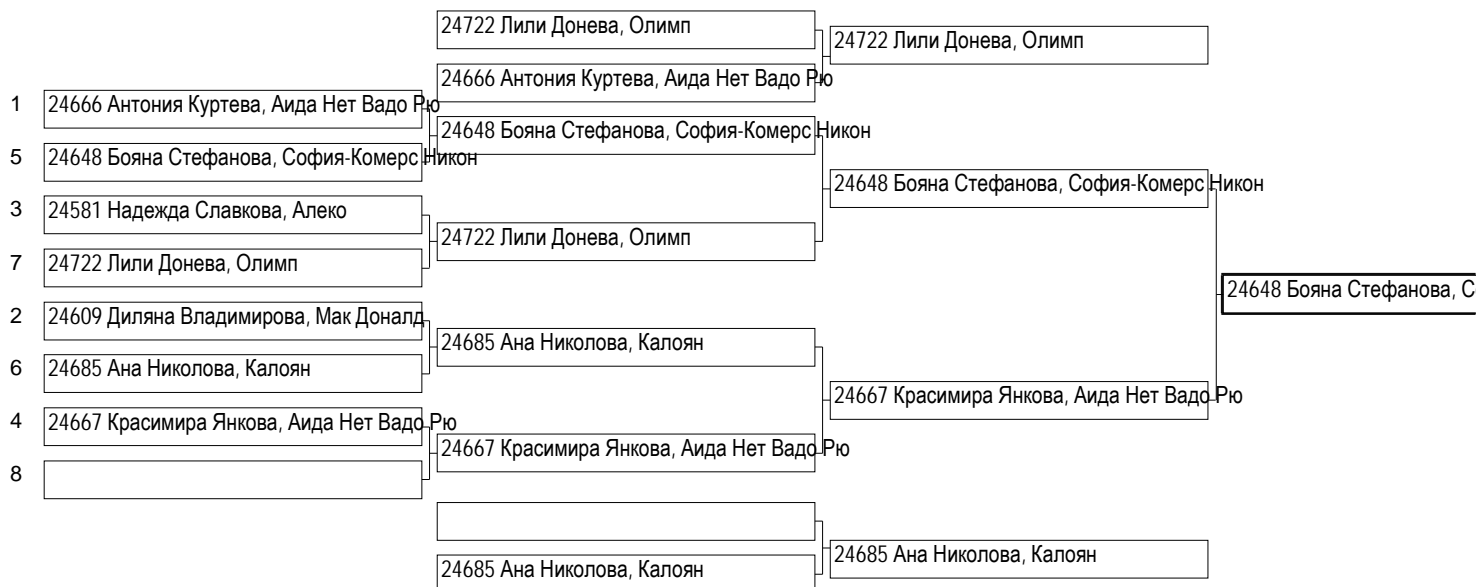 24722 Лили Донева, Олимп
24722 Лили Донева, Олимп
24666 Антония Куртева, Аида Нет Вадо Рю
1 24666 Антония Куртева, Аида Нет Вадо Рю
24648 Бояна Стефанова, София-Комерс Никон
5 24648 Бояна Стефанова, София-Комерс Никон
24648 Бояна Стефанова, София-Комерс Никон
3 24581 Надежда Славкова, Алеко
24722 Лили Донева, Олимп
7 24722 Лили Донева, Олимп
24648 Бояна Стефанова, С
2 24609 Диляна Владимирова, Мак Доналд
24685 Ана Николова, Калоян
6 24685 Ана Николова, Калоян
24667 Красимира Янкова, Аида Нет Вадо Рю
4 24667 Красимира Янкова, Аида Нет Вадо Рю
24667 Красимира Янкова, Аида Нет Вадо Рю
8
24685 Ана Николова, Калоян
24685 Ана Николова, Калоян